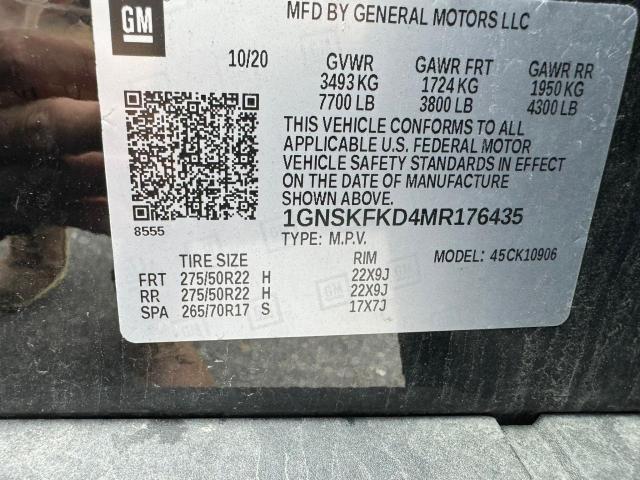 GM
MFD BY GENERAL MOTORS LLC
10/20 GVWR GAWR FRT GAWR RR
3493 KG 1724 KG 1950 KG
7700 LB 3800 LB 4300 LB
THIS VEHICLE CONFORMS TO ALL
APPLICABLE U.S. FEDERAL MOTOR
VEHICLE SAFETY STANDARDS IN EFFECT
ON THE DATE OF MANUFACTURE
SHOWN ABOVE.
1GNSKFKD4MR176435
8555
TYPE: M.P.V. MODEL: 45CK10906
TIRE SIZE RIM
FRT 275/50R22 H 22X9J
RR 275/50R22 H 22X9J
SPA 265/70R17 S 17X7J